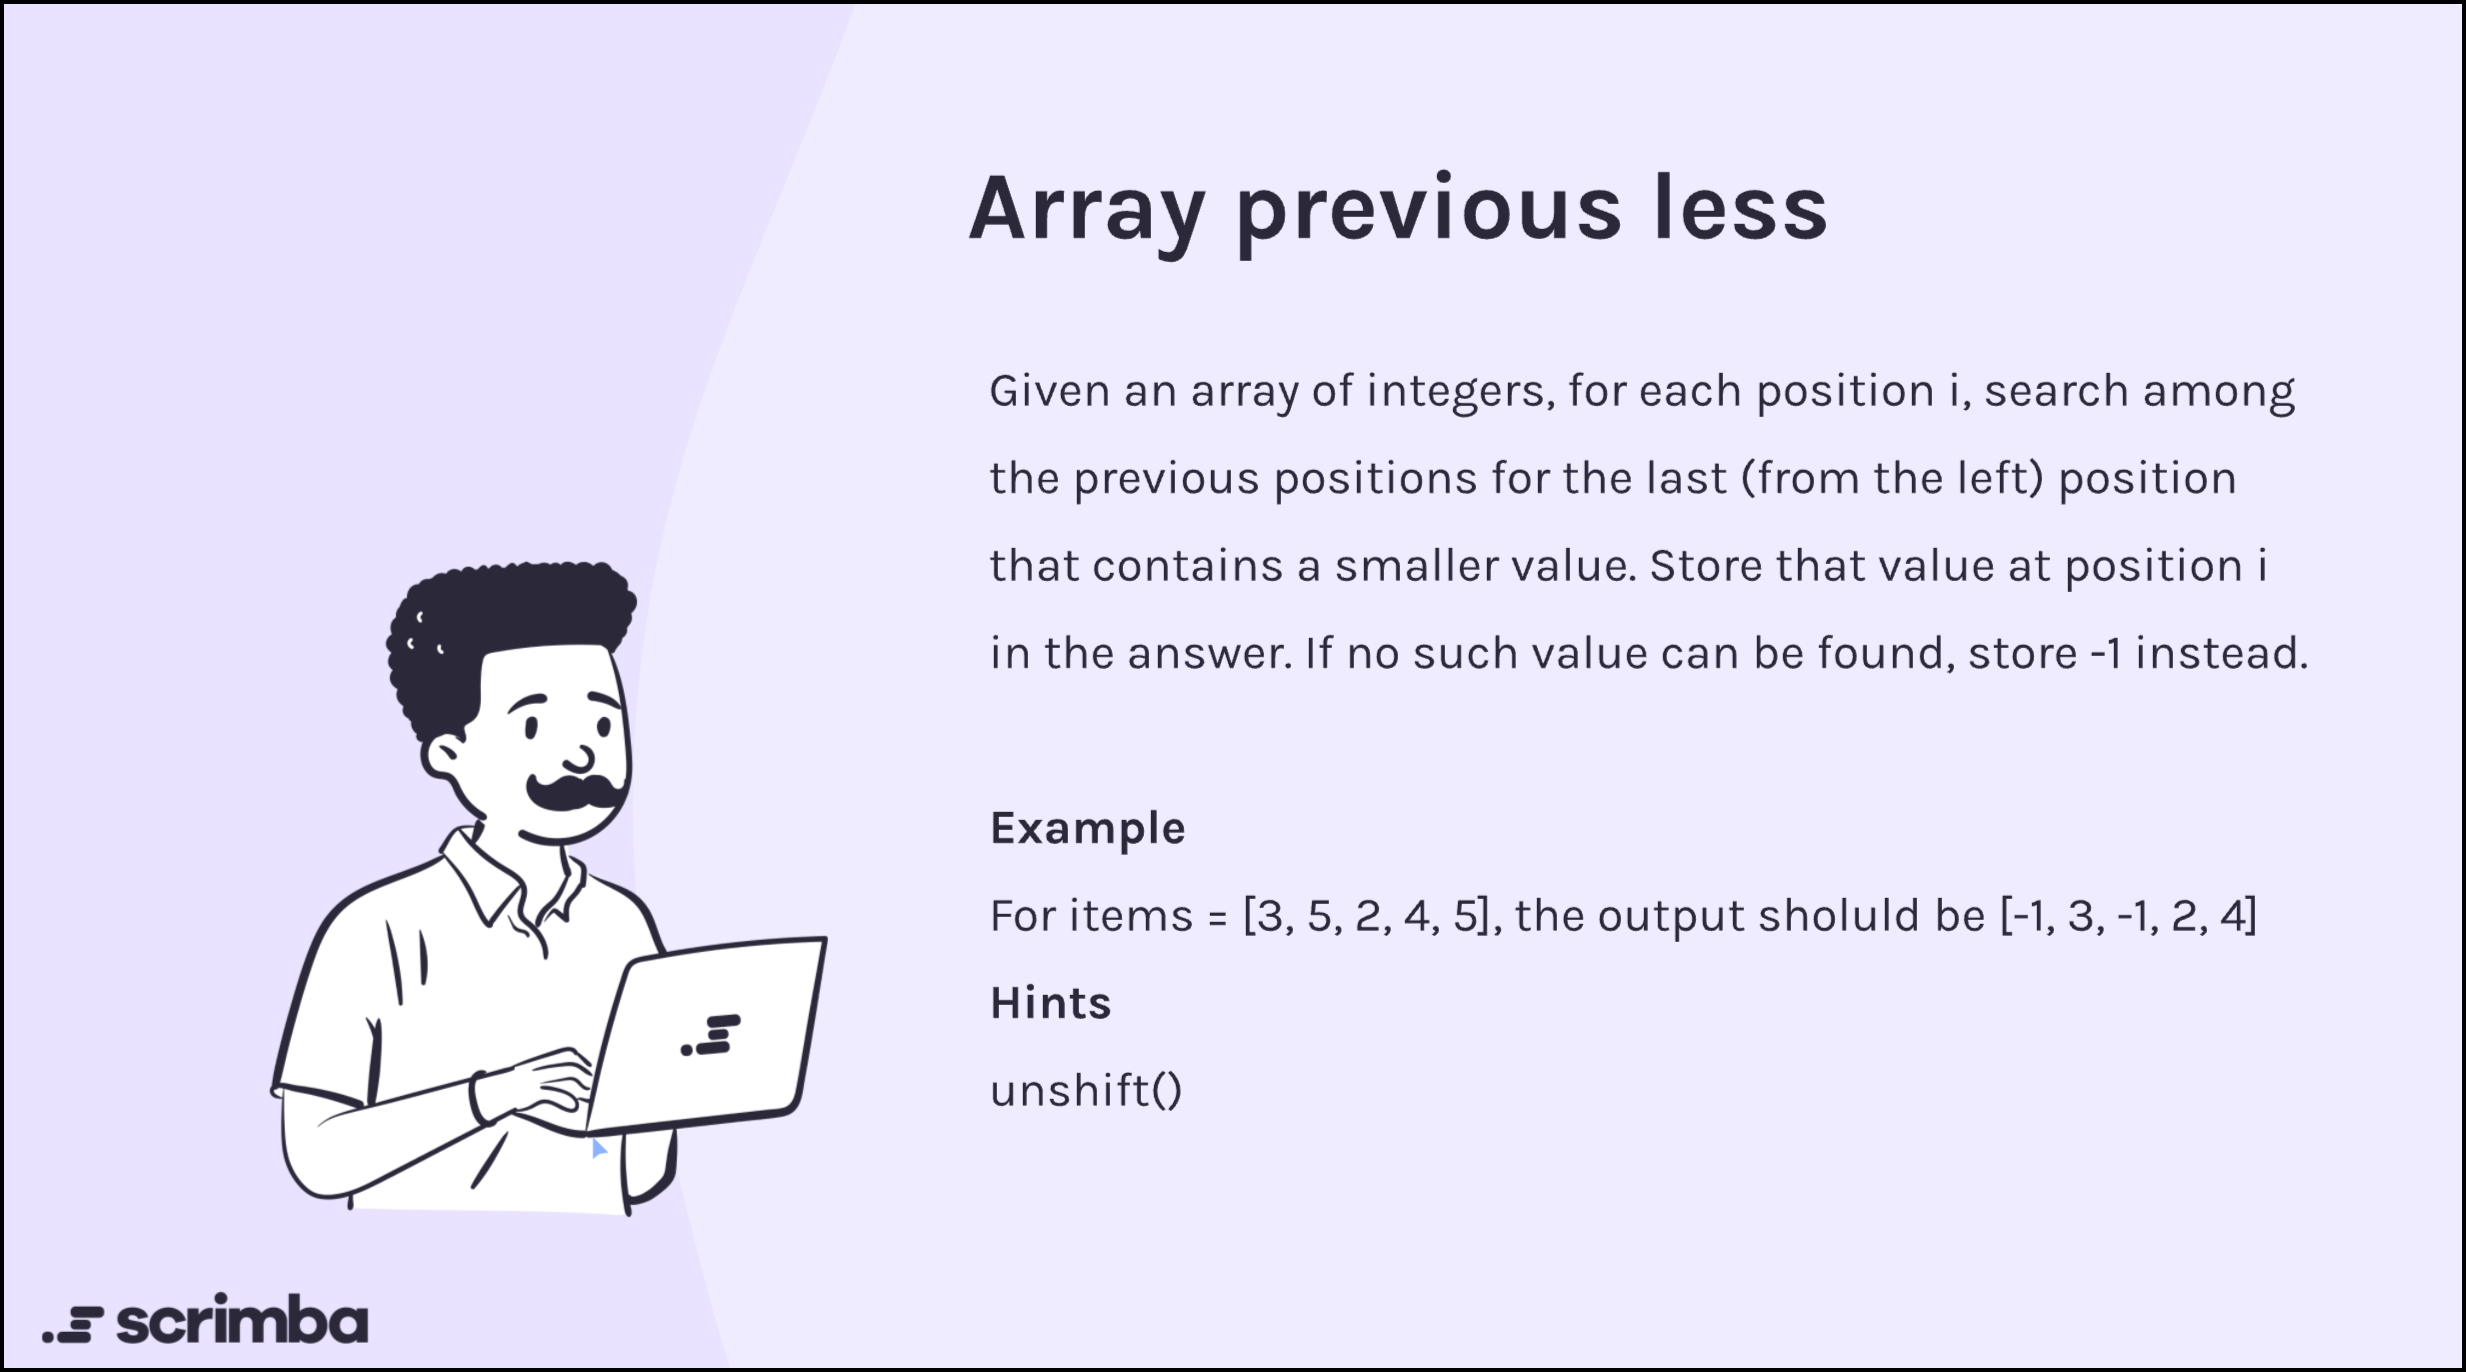 Array previous less
Given an array of integers, for each position i, search among
the previous positions for the last (from the left) position
that contains a smaller value. Store that value at position i
in the answer. If no such value can be found, store -1 instead.
Example
For items = [3, 5, 2, 4, 5], the output sholuld be [-1, 3, -1, 2, 4]
Hints
unshift()
scrimba